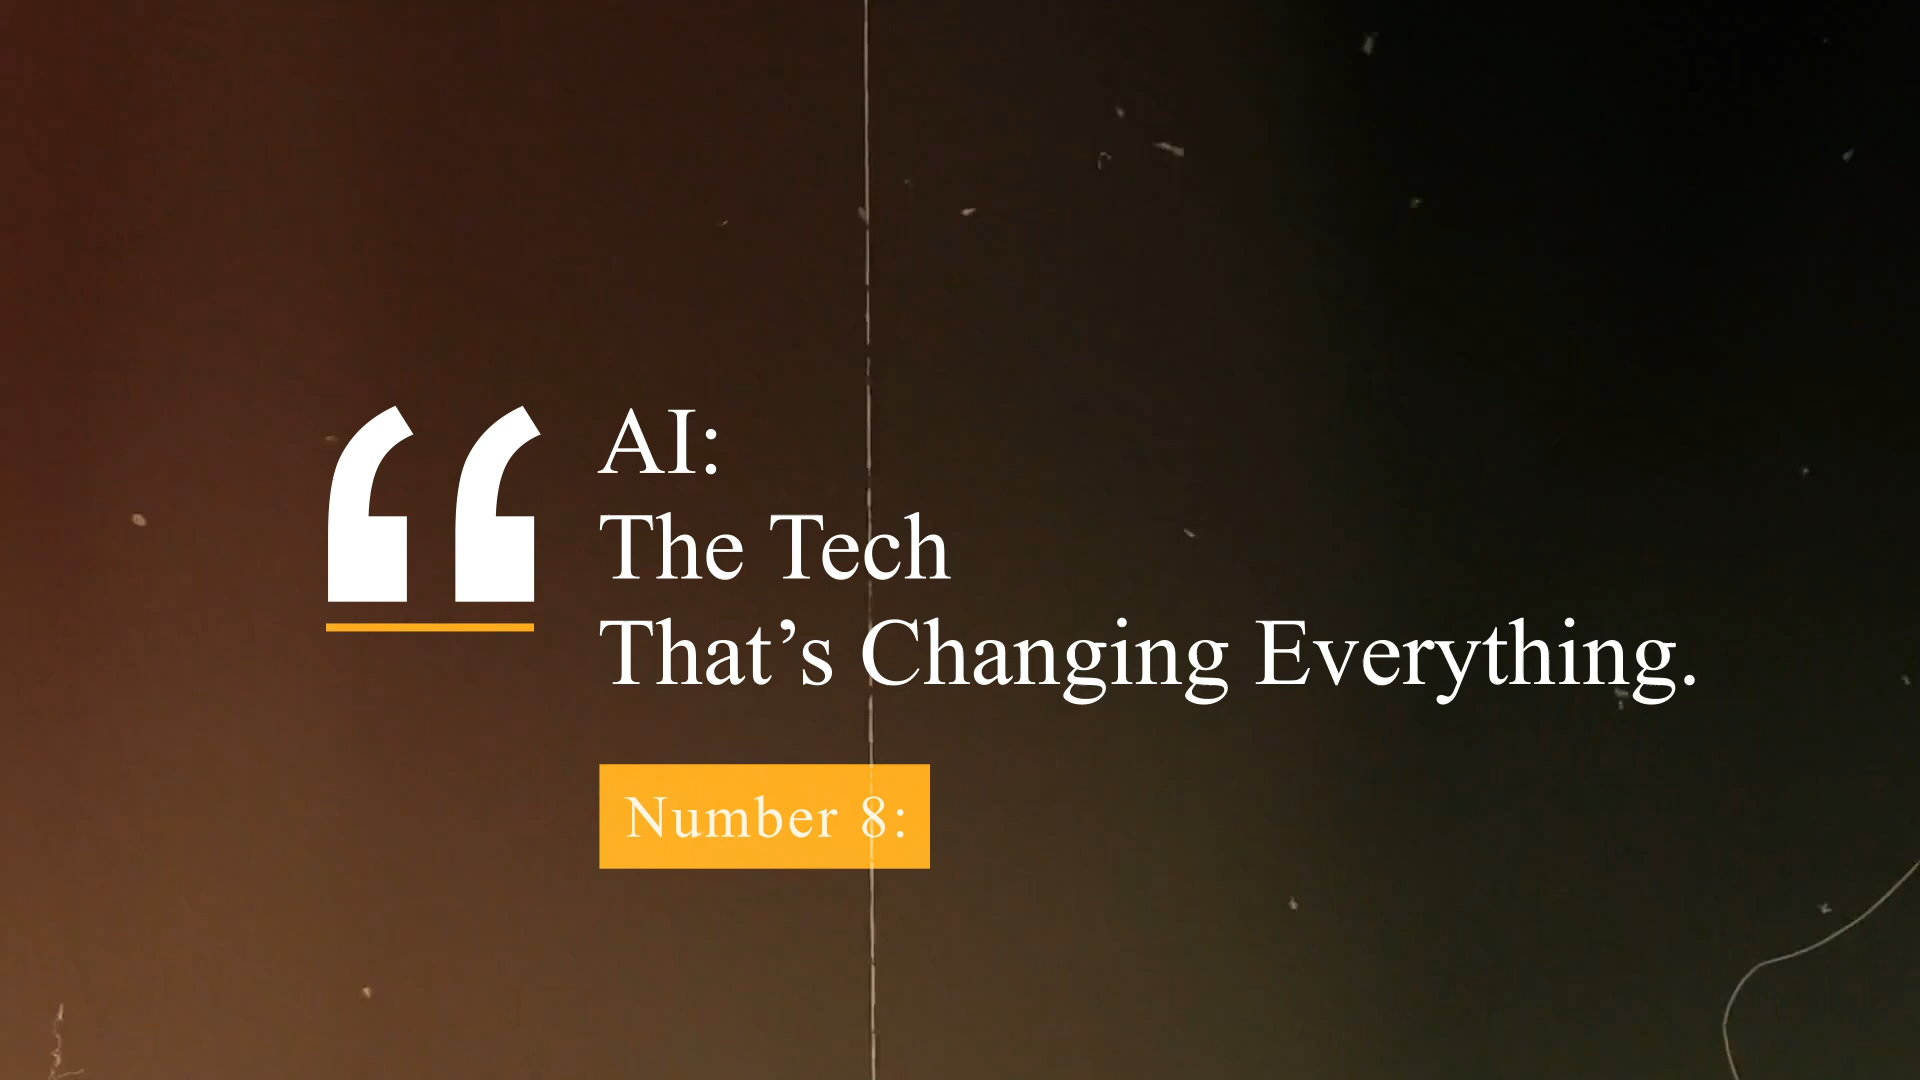 “
AI:
The Tech
That’s Changing Everything.
Number 8: